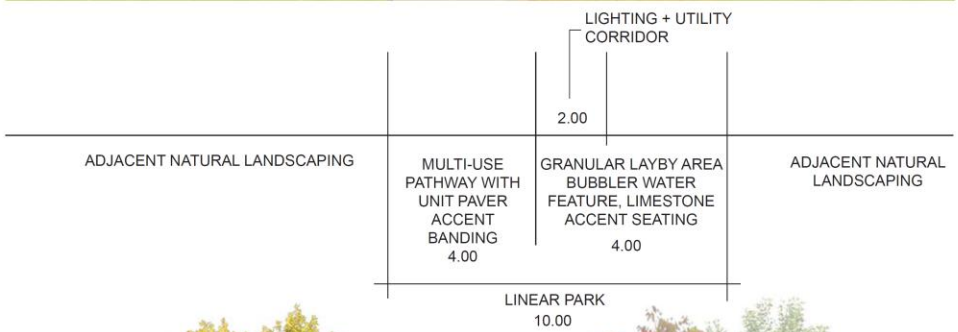 LIGHTING + UTILITY
CORRIDOR
2.00
ADJACENT NATURAL LANDSCAPING
MULTI-USE
PATHWAY WITH
UNIT PAVER
ACCENT
BANDING
4.00
GRANULAR LAYBY AREA
BUBBLER WATER
FEATURE, LIMESTONE
ACCENT SEATING
4.00
ADJACENT NATURAL
LANDSCAPING
LINEAR PARK
10.00